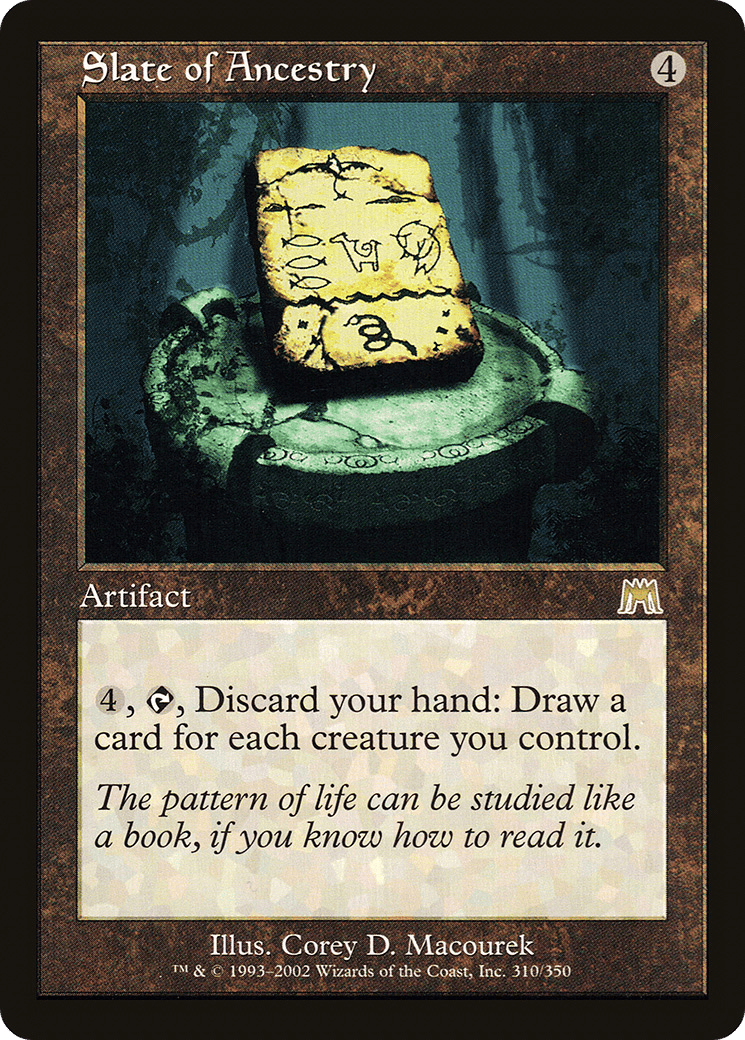 Slate of Ancestry
4
Artifact
4, , Discard your hand: Draw a
card for each creature you control.
The pattern of life can be studied like
a book, if you know how to read it.
Illus. Corey D. Macourek
™ & © 1993–2002 Wizards of the Coast, Inc. 310/350